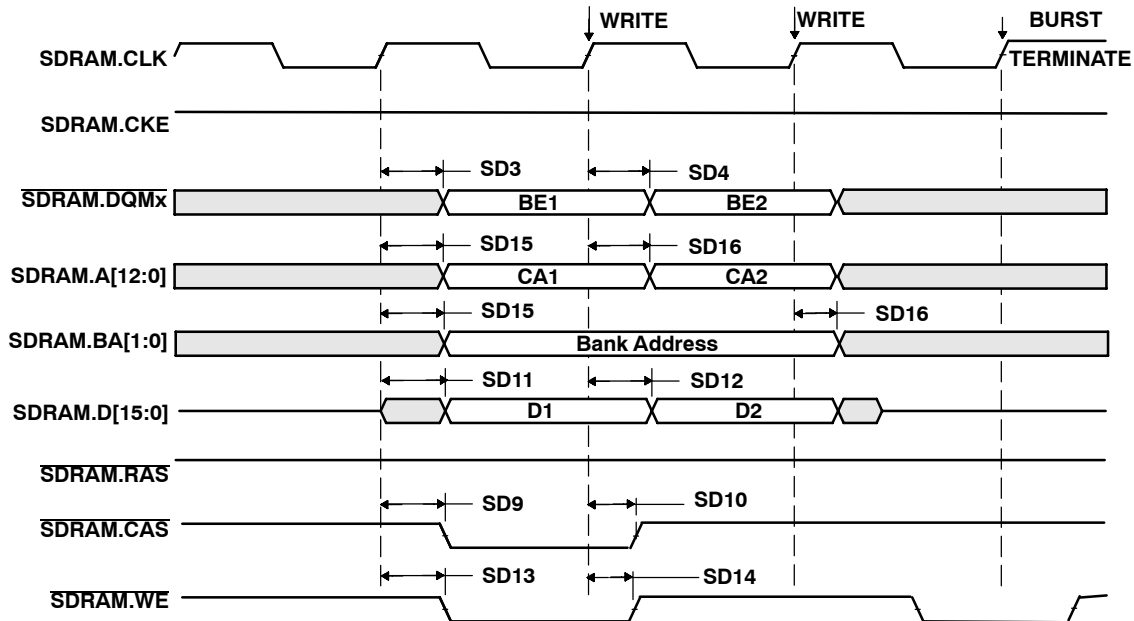 WRITE WRITE BURST
SDRAM.CLK TERMINATE
SDRAM.CKE
SD3 SD4
SDRAM.DQMx BE1 BE2
SD15 SD16
SDRAM.A[12:0] CA1 CA2
SD15 SD16
SDRAM.BA[1:0] Bank Address
SD11 SD12
SDRAM.D[15:0] D1 D2
SDRAM.RAS
SD9 SD10
SDRAM.CAS
SD13 SD14
SDRAM.WE